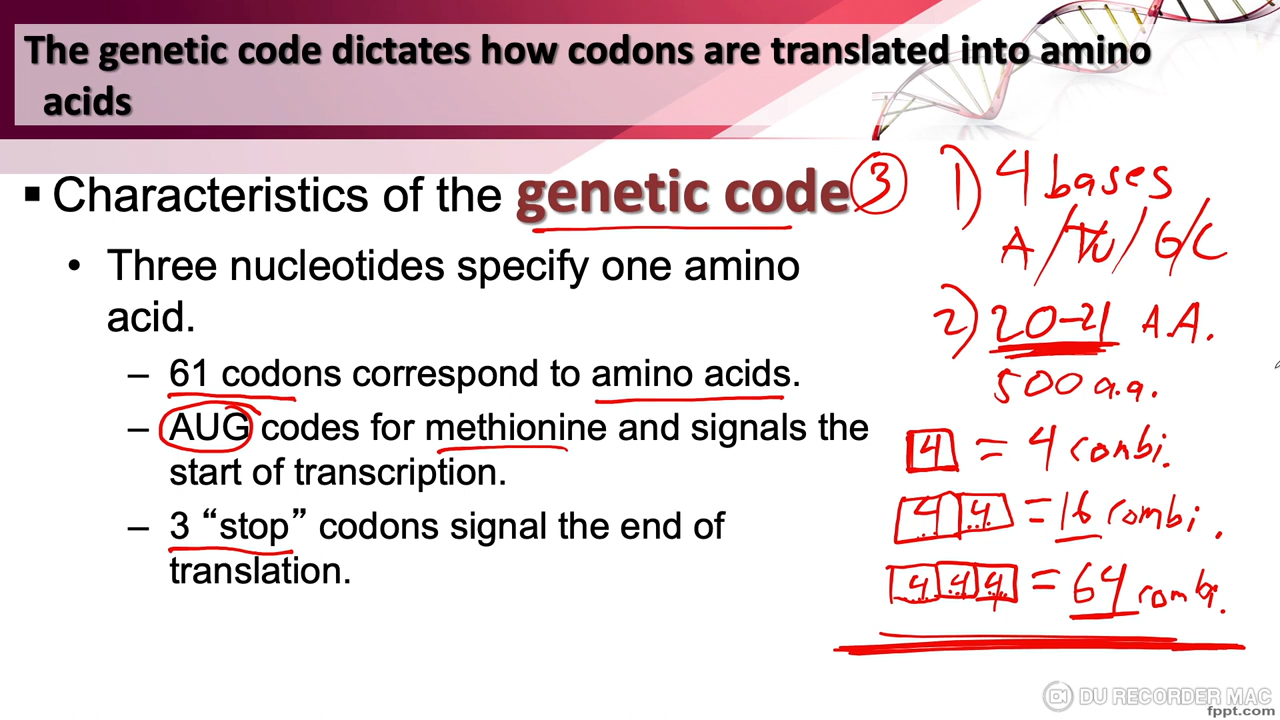 The genetic code dictates how codons are translated into amino
acids
▪ Characteristics of the genetic code
• Three nucleotides specify one amino
acid.
– 61 codons correspond to amino acids.
– AUG codes for methionine and signals the
start of transcription.
– 3 “stop” codons signal the end of
translation.
3
1) 4 bases
A/TU/G/C
2) 20-21 A.A.
500 a.a.
4 = 4 combi.
4 4 = 16 combi.
4 4 4 = 64 combi.
DU RECORDER MAC
fppt.com